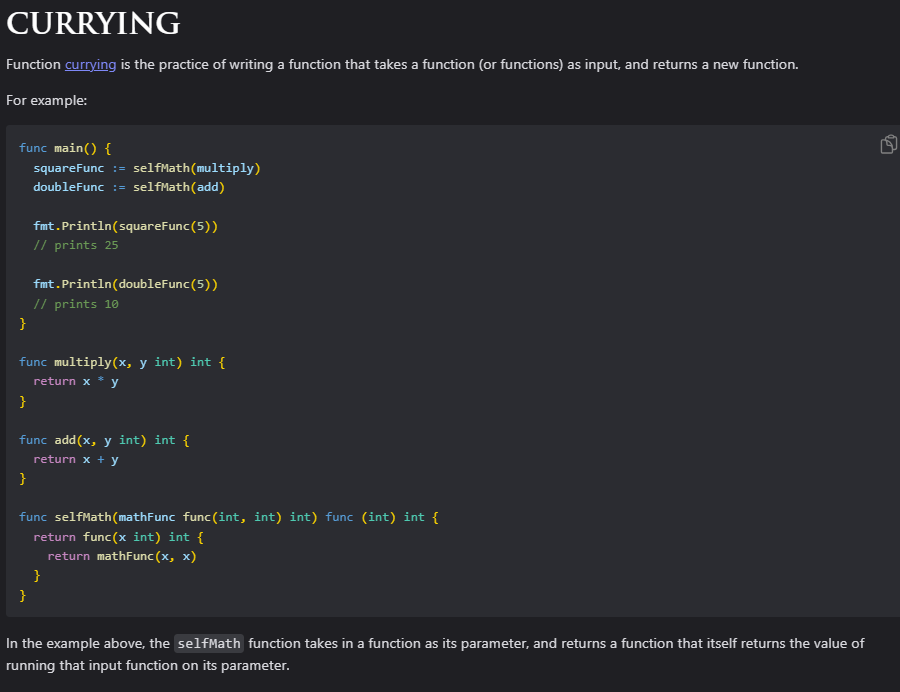 CURRYING
Function currying is the practice of writing a function that takes a function (or functions) as input, and returns a new function.
For example:
func main() {
  squareFunc := selfMath(multiply)
  doubleFunc := selfMath(add)

  fmt.Println(squareFunc(5))
  // prints 25

  fmt.Println(doubleFunc(5))
  // prints 10
}

func multiply(x, y int) int {
  return x * y
}

func add(x, y int) int {
  return x + y
}

func selfMath(mathFunc func(int, int) int) func (int) int {
  return func(x int) int {
    return mathFunc(x, x)
  }
}
In the example above, the selfMath function takes in a function as its parameter, and returns a function that itself returns the value of
running that input function on its parameter.